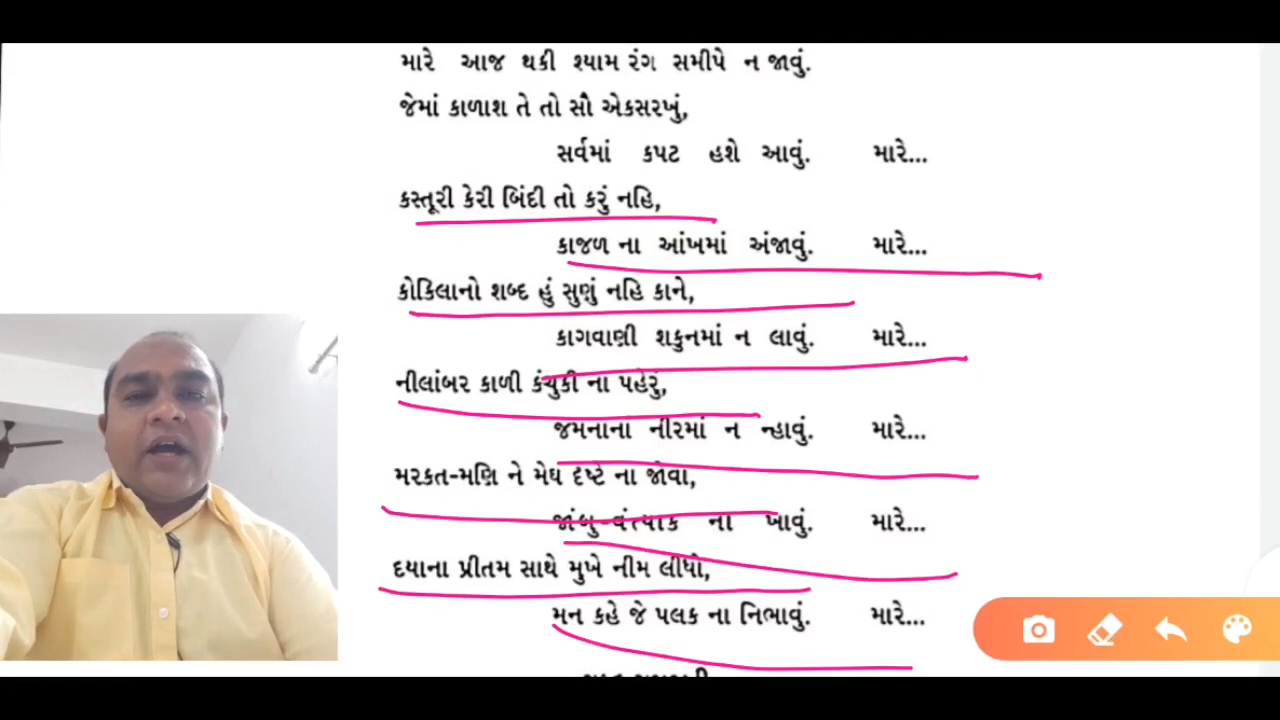 મારે આજ થકી શ્યામ રંગ સમીપે ન જાવું.
જેમાં કાળાશ તે તો સૌ એકસરખું,
સર્વમાં કપટ હશે આવું. મારે...
કસ્તૂરી કેરી બિંદી તો કરું નહિ,
કાજળ ના આંખમાં અંજાવું. મારે...
કોકિલાનો શબ્દ હું સુણું નહિ કાને,
કાગવાણી શકુનમાં ન લાવું. મારે...
નીલાંબર કાળી કંચુકી ના પહેરું,
જમનાના નીરમાં ન ન્હાવું. મારે...
મરકત-મણિ ને મેઘ દૃષ્ટે ના જોવા,
જાંબુ-વંત્યાક ના ખાવું. મારે...
દયાના પ્રીતમ સાથે મુખે નીમ લીધો,
મન કહે જે પલક ના નિભાવું. મારે...